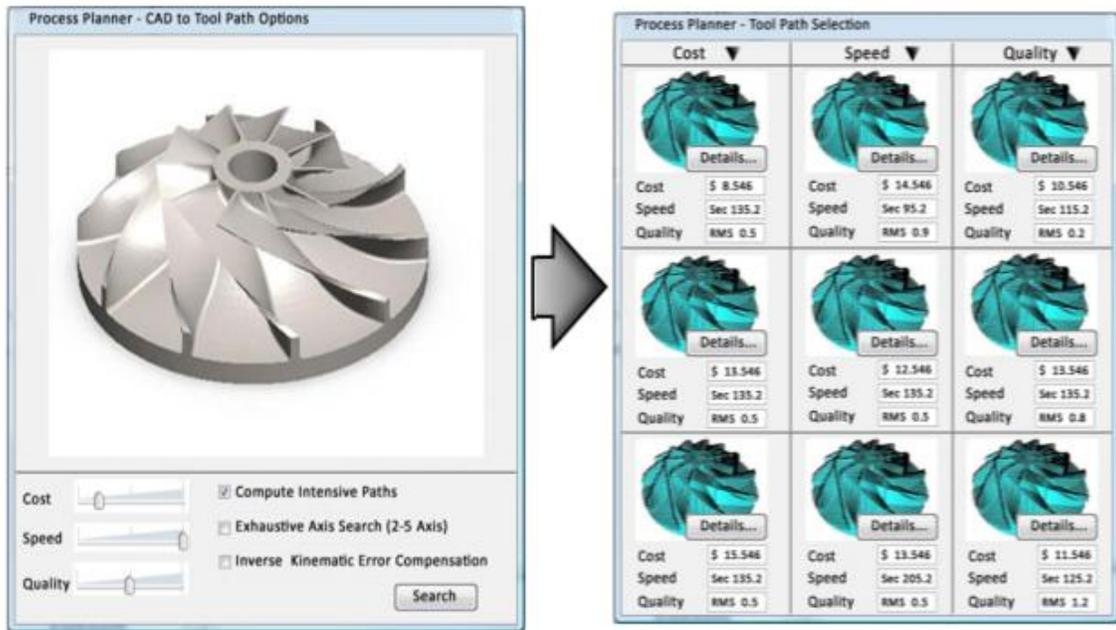 Process Planner - CAD to Tool Path Options
Cost
Speed
Quality
Compute Intensive Paths
Exhaustive Axis Search (2-5 Axis)
Inverse Kinematic Error Compensation
Search
Process Planner - Tool Path Selection
Cost Speed Quality
Details... Details... Details...
Cost $ 8.546 Cost $ 14.546 Cost $ 10.546
Speed Sec 135.2 Speed Sec 95.2 Speed Sec 115.2
Quality RMS 0.5 Quality RMS 0.9 Quality RMS 0.2
Details... Details... Details...
Cost $ 13.546 Cost $ 12.546 Cost $ 13.546
Speed Sec 135.2 Speed Sec 135.2 Speed Sec 135.2
Quality RMS 0.5 Quality RMS 0.5 Quality RMS 0.8
Details... Details... Details...
Cost $ 15.546 Cost $ 13.546 Cost $ 11.546
Speed Sec 135.2 Speed Sec 205.2 Speed Sec 125.2
Quality RMS 0.5 Quality RMS 0.5 Quality RMS 1.2